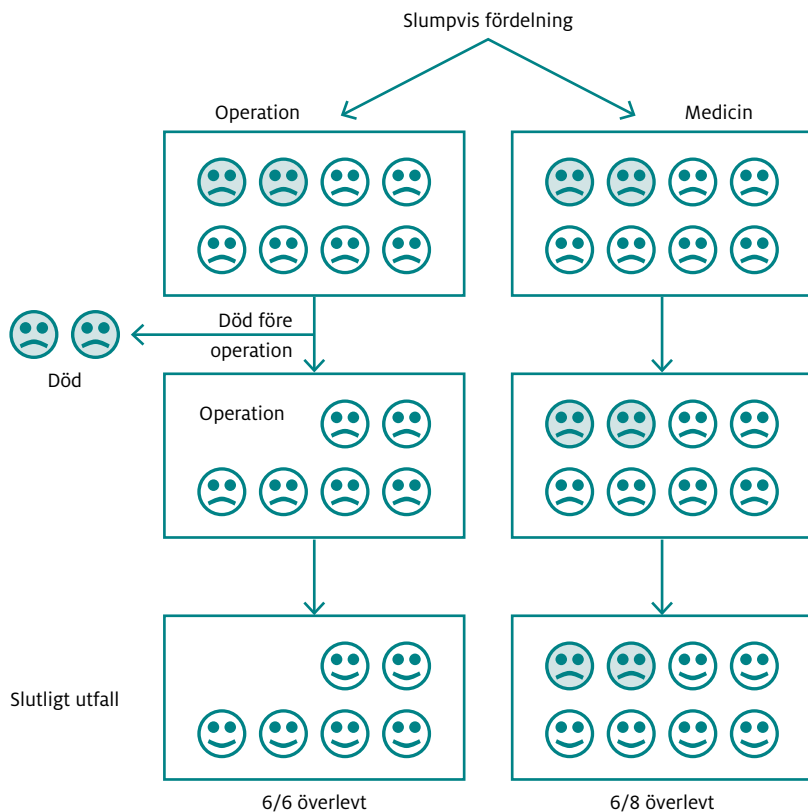 Slumpvis fördelning
Operation
Medicin
Död före
operation
Död
Operation
Slutligt utfall
6/6 överlevt
6/8 överlevt